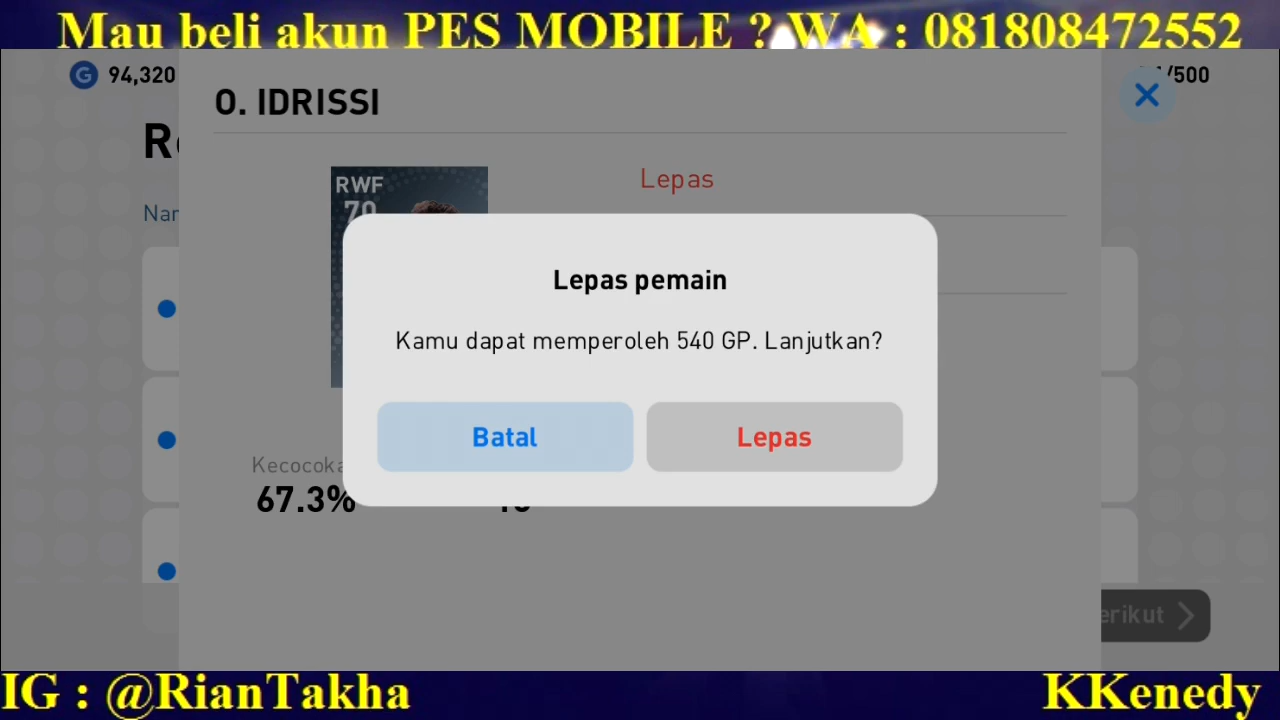 Mau beli akun PES MOBILE ? WA : 081808472552
G 94,320
/500
O. IDRISSI
RWF
70
Lepas
Lepas pemain
Kamu dapat memperoleh 540 GP. Lanjutkan?
Batal
Lepas
67.3%
IG : @RianTakha
KKenedy